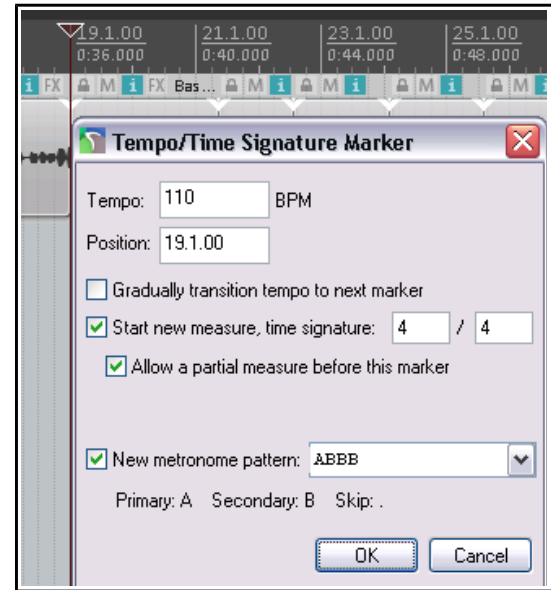 19.1.00 21.1.00 23.1.00 25.1.00
0:36.000 0:40.000 0:44.000 0:48.000
i FX M i FX Bas... M i M i M i M i
Tempo/Time Signature Marker
Tempo: 110 BPM
Position: 19.1.00
Gradually transition tempo to next marker
Start new measure, time signature: 4 / 4
Allow a partial measure before this marker
New metronome pattern: ABBB
Primary: A Secondary: B Skip: .
OK Cancel